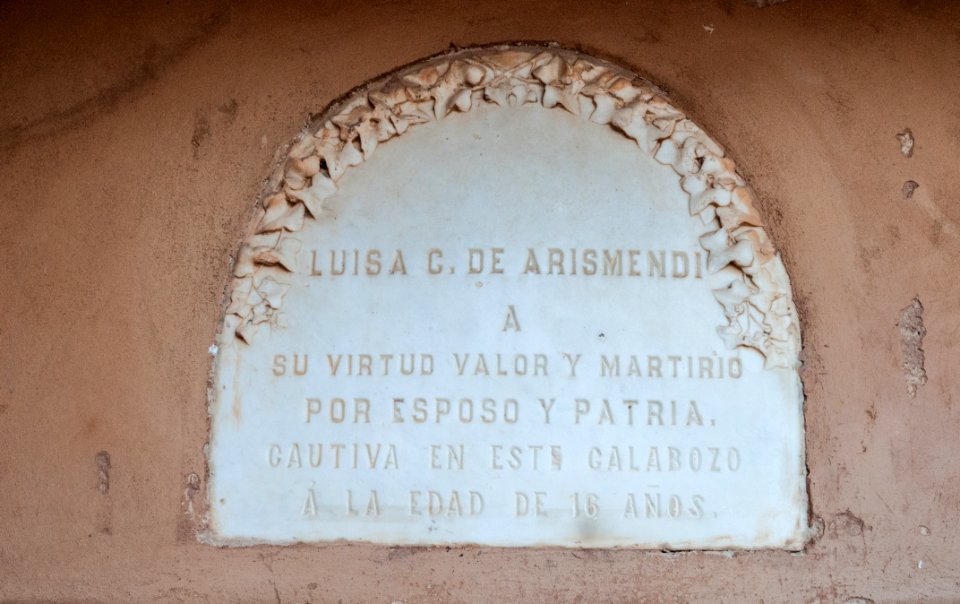 LUISA C. DE ARISMENDI
A
SU VIRTUD VALOR Y MARTIRIO
POR ESPOSO Y PATRIA.
CAUTIVA EN ESTE CALABOZO
Á LA EDAD DE 16 AÑOS.